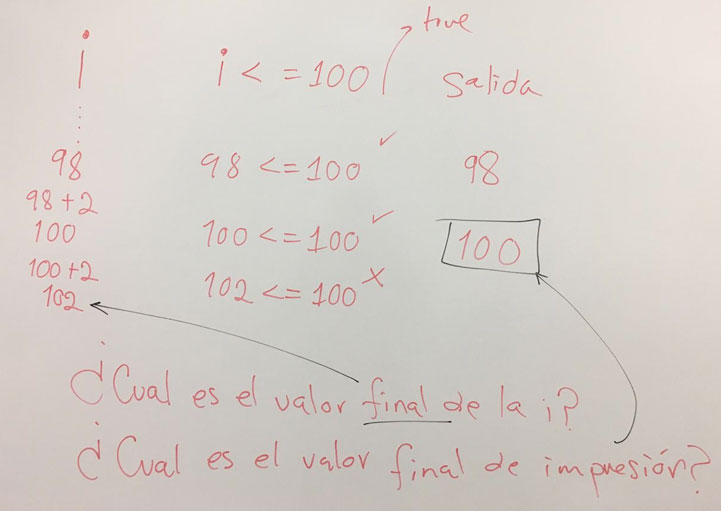 true
i i <= 100 Salida
98 98 <= 100 ✓ 98
98+2
100 100 <= 100 ✓ 100
100+2
102 102 <= 100 x
¿Cual es el valor final de la i?
¿Cual es el valor final de impresión?